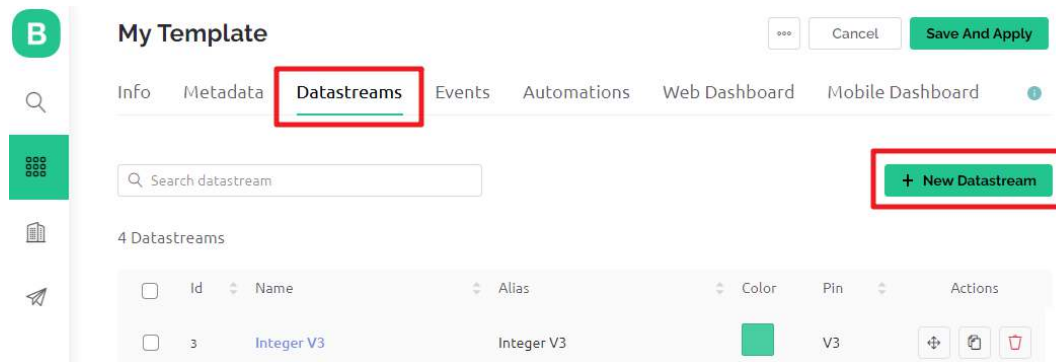 B
My Template
Cancel
Save And Apply
Info Metadata Datastreams Events Automations Web Dashboard Mobile Dashboard
Search datastream
+ New Datastream
4 Datastreams
Id Name Alias Color Pin Actions
3 Integer V3 Integer V3 V3